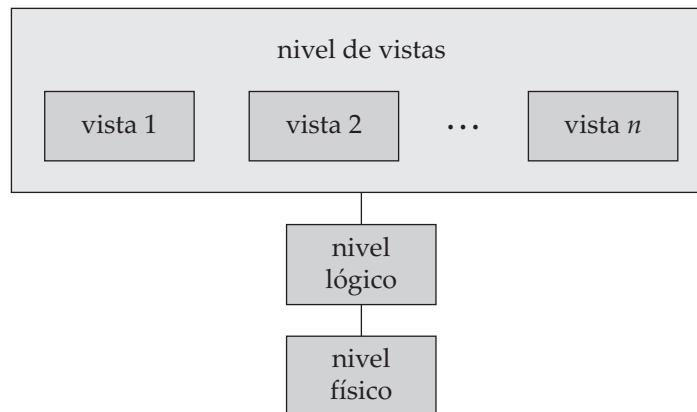 nivel de vistas
vista 1
vista 2
...
vista n
nivel
lógico
nivel
físico